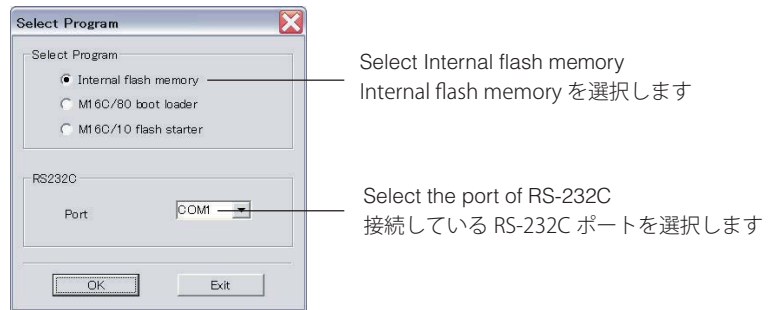 Select Program
Select Program
Internal flash memory
M16C/80 boot loader
M16C/10 flash starter
Select Internal flash memory
Internal flash memory を選択します
RS232C
Port
COM1
Select the port of RS-232C
接続している RS-232C ポートを選択します
OK
Exit